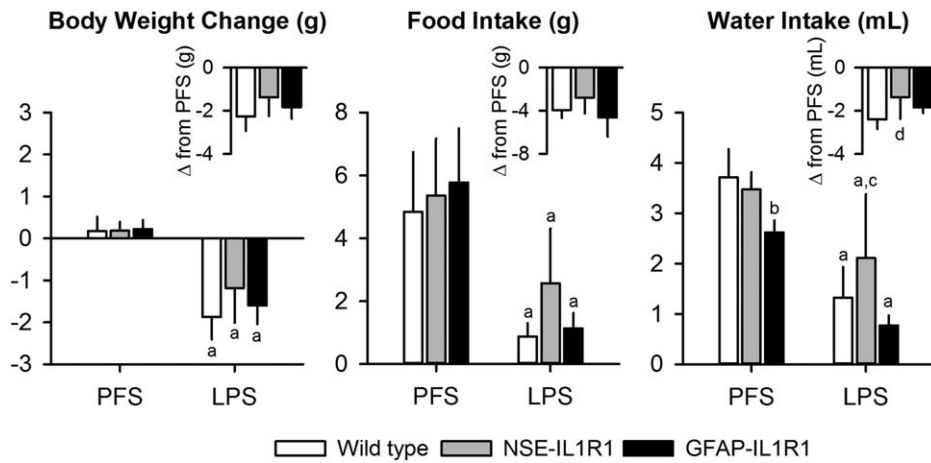 Body Weight Change (g)
Δ from PFS (g)
0
-2
-4
3
2
1
0
-1
-2
-3
a
a
a
PFS
LPS
Food Intake (g)
Δ from PFS (g)
0
-4
-8
8
6
4
2
0
a
a
a
PFS
LPS
Water Intake (mL)
Δ from PFS (mL)
0
-2
-4
d
5
4
3
2
1
0
b
a
a,c
a
PFS
LPS
Wild type
NSE-IL1R1
GFAP-IL1R1